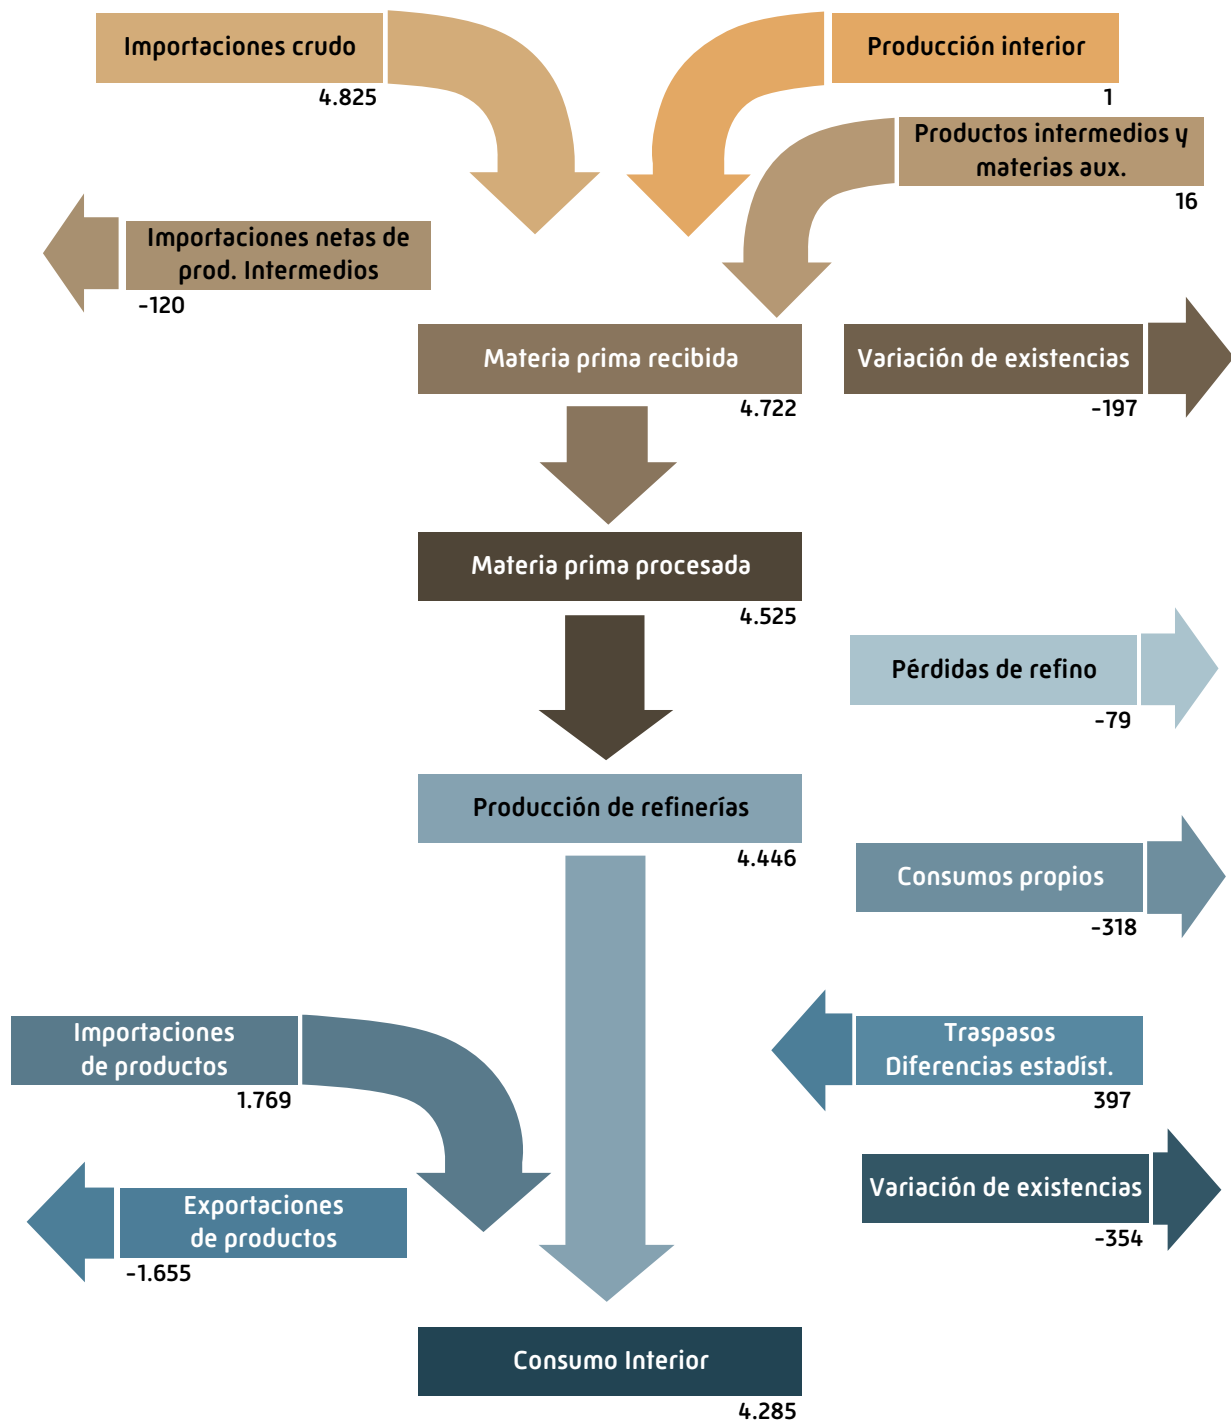 Importaciones crudo
4.825
Producción interior
1
Productos intermedios y
materias aux.
16
Importaciones netas de
prod. Intermedios
-120
Materia prima recibida
4.722
Variación de existencias
-197
Materia prima procesada
4.525
Pérdidas de refino
-79
Producción de refinerías
4.446
Consumos propios
-318
Importaciones
de productos
1.769
Traspasos
Diferencias estadíst.
397
Exportaciones
de productos
-1.655
Variación de existencias
-354
Consumo Interior
4.285